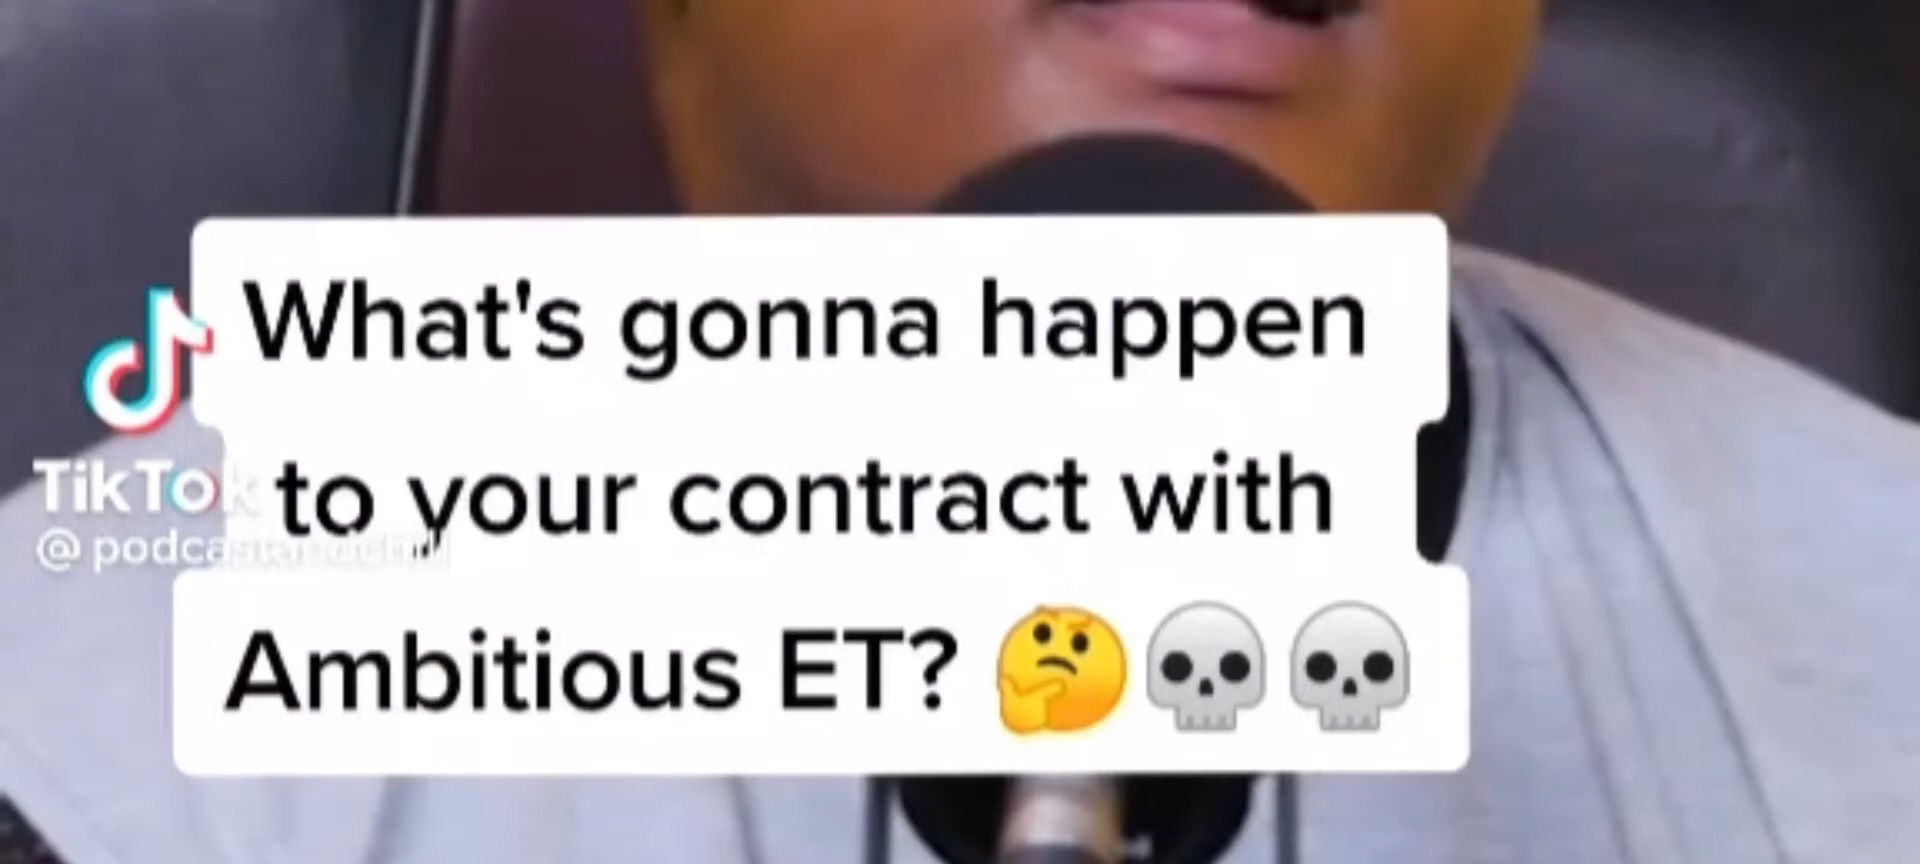 What's gonna happen
to your contract with
Ambitious ET? 🤔💀💀
TikTok